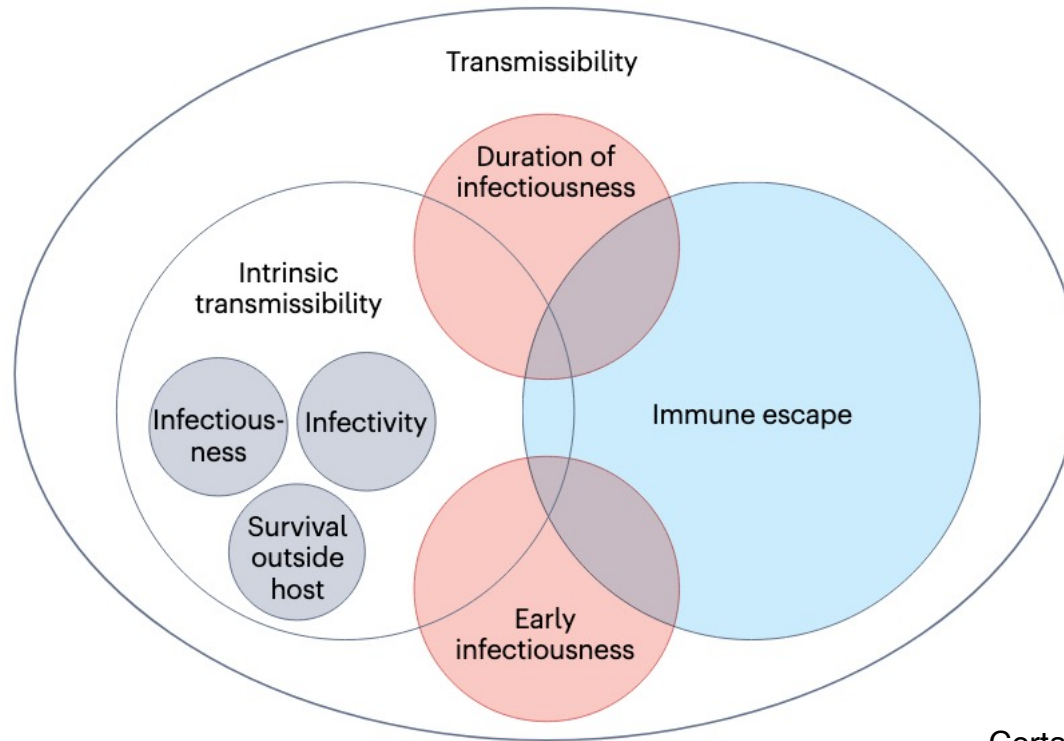 Transmissibility
Duration of
infectiousness
Intrinsic
transmissibility
Infectious-
ness
Infectivity
Immune escape
Survival
outside
host
Early
infectiousness